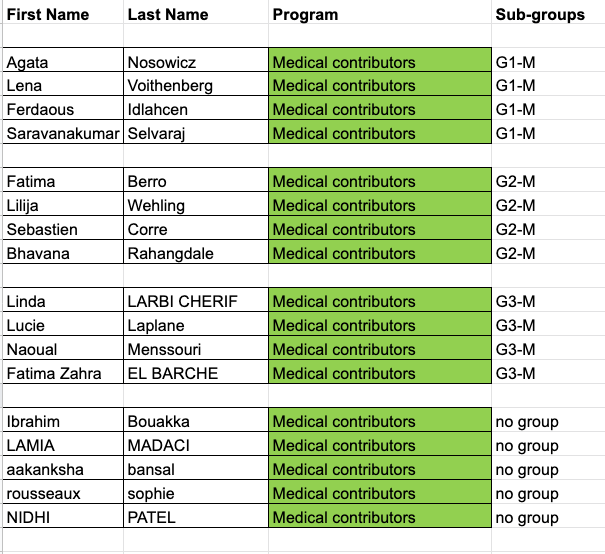 First Name Last Name Program Sub-groups
Agata Nosowicz Medical contributors G1-M
Lena Voithenberg Medical contributors G1-M
Ferdaous Idlahcen Medical contributors G1-M
Saravanakumar Selvaraj Medical contributors G1-M
Fatima Berro Medical contributors G2-M
Lilija Wehling Medical contributors G2-M
Sebastien Corre Medical contributors G2-M
Bhavana Rahangdale Medical contributors G2-M
Linda LARBI CHERIF Medical contributors G3-M
Lucie Laplane Medical contributors G3-M
Naoual Menssouri Medical contributors G3-M
Fatima Zahra EL BARCHE Medical contributors G3-M
Ibrahim Bouakka Medical contributors no group
LAMIA MADACI Medical contributors no group
aakanksha bansal Medical contributors no group
rousseaux sophie Medical contributors no group
NIDHI PATEL Medical contributors no group